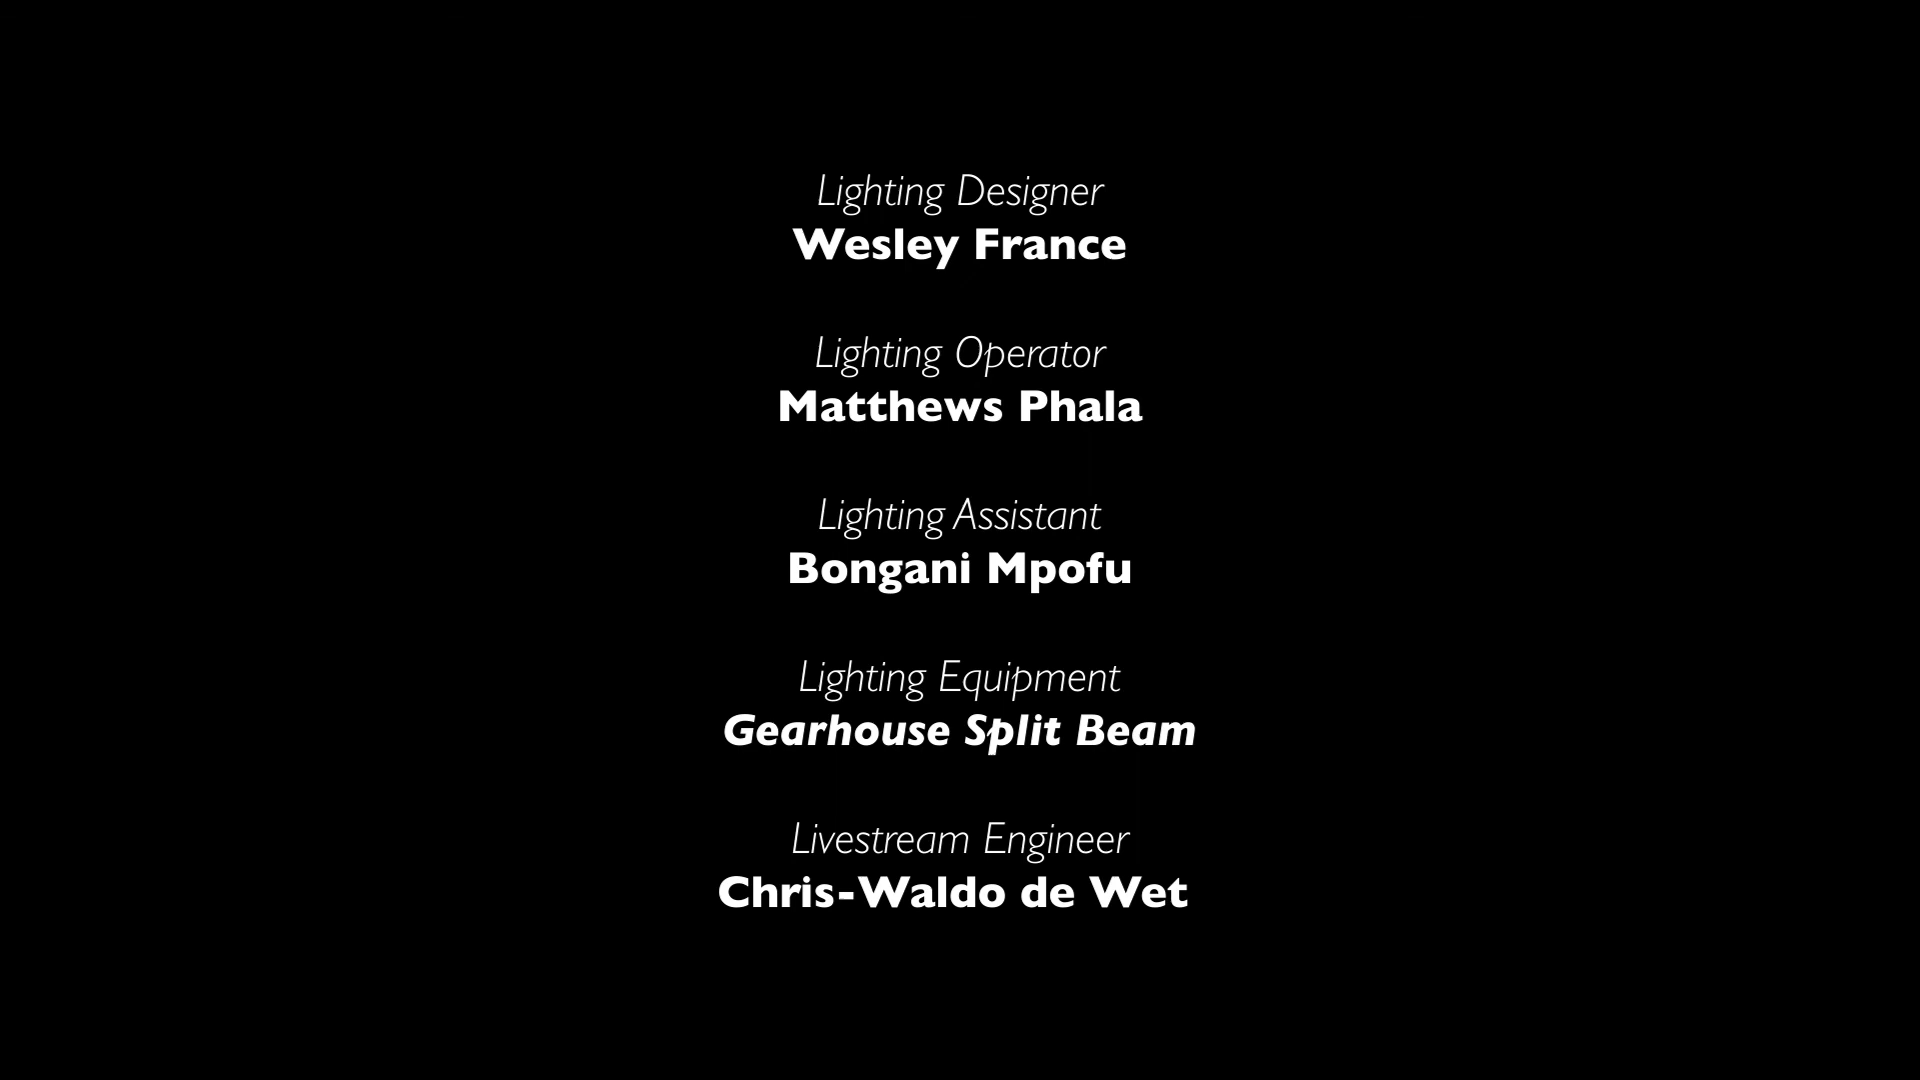 Lighting Designer
Wesley France
Lighting Operator
Matthews Phala
Lighting Assistant
Bongani Mpofu
Lighting Equipment
Gearhouse Split Beam
Livestream Engineer
Chris-Waldo de Wet